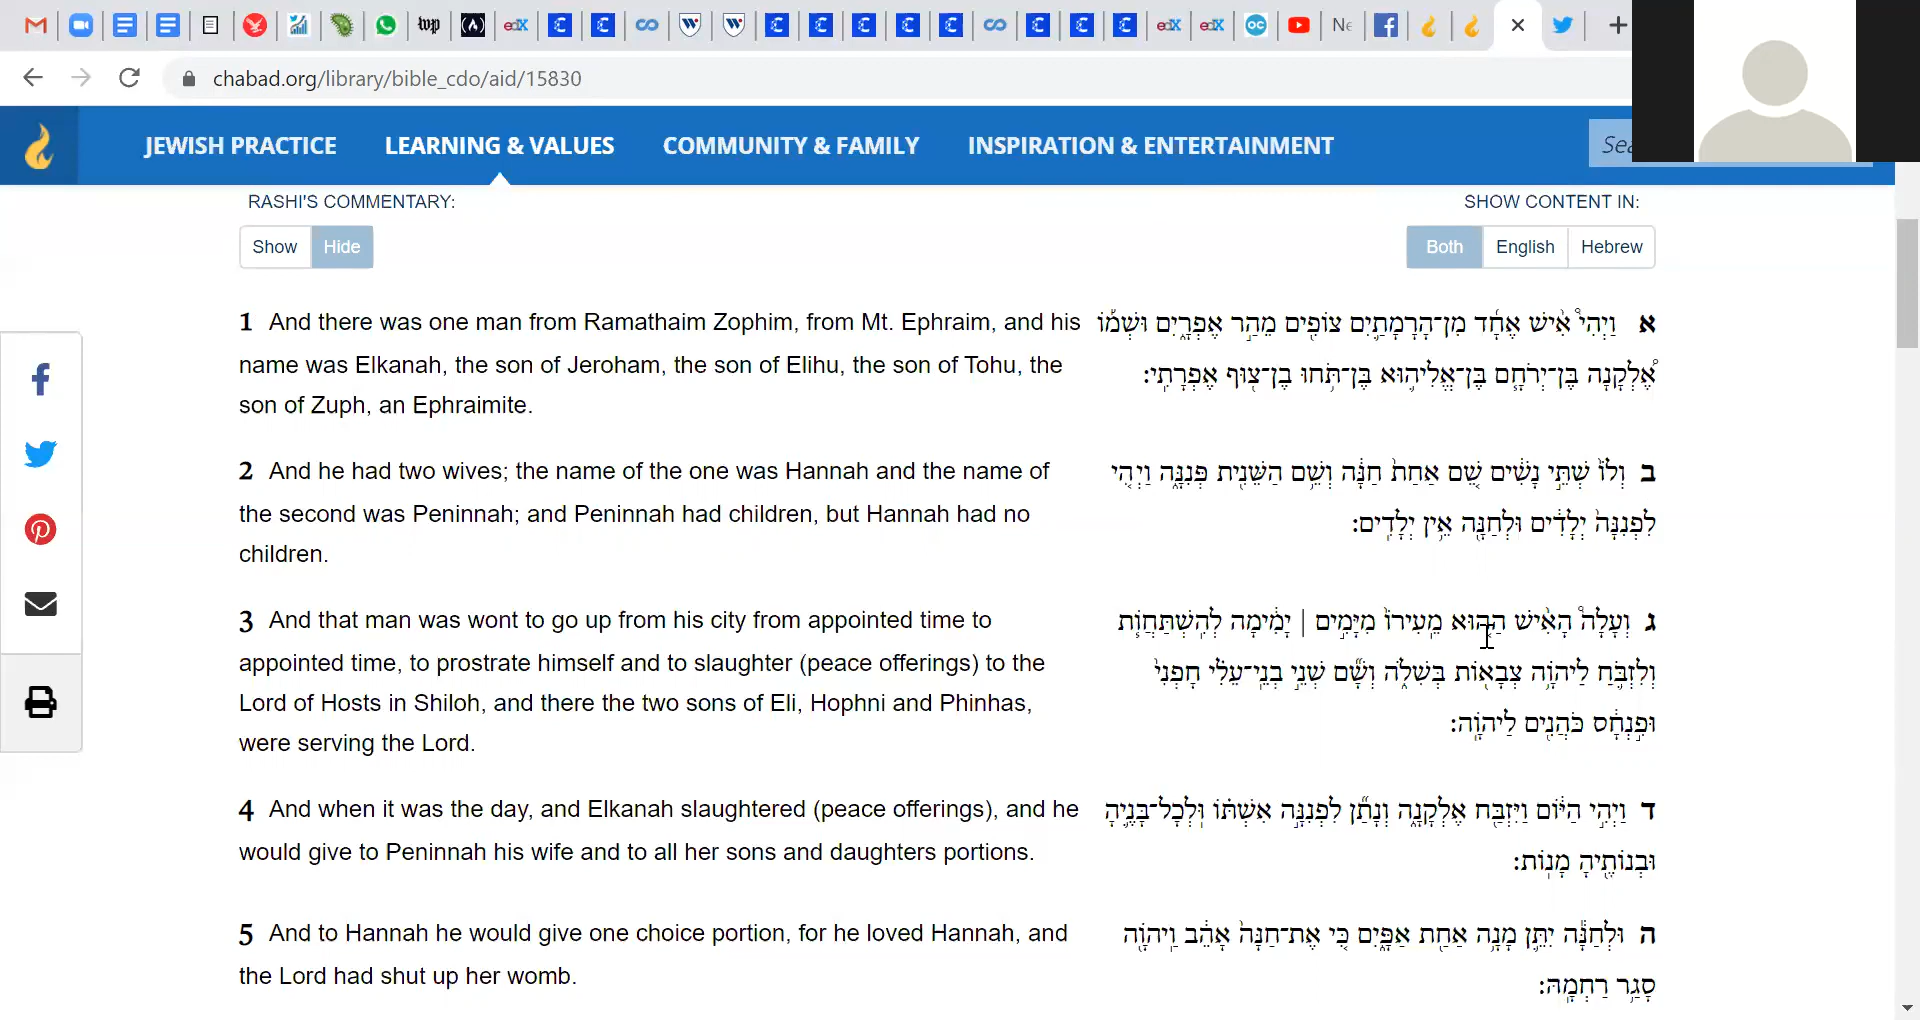 Ne
chabad.org/library/bible_cdo/aid/15830
JEWISH PRACTICE LEARNING & VALUES COMMUNITY & FAMILY INSPIRATION & ENTERTAINMENT Sea
RASHI'S COMMENTARY: SHOW CONTENT IN:
Show Hide Both English Hebrew
1 And there was one man from Ramathaim Zophim, from Mt. Ephraim, and his
name was Elkanah, the son of Jeroham, the son of Elihu, the son of Tohu, the
son of Zuph, an Ephraimite.
א וַיְהִי֩ אִ֨ישׁ אֶחָ֜ד מִן־הָרָמָתַ֛יִם צוֹפִ֖ים מֵהַ֣ר אֶפְרָ֑יִם וּשְׁמ֡וֹ
אֶ֠לְקָנָה בֶּן־יְרֹחָ֧ם בֶּן־אֱלִיה֛וּא בֶּן־תֹּ֥חוּ בֶן־צ֖וּף אֶפְרָתִֽי:
2 And he had two wives; the name of the one was Hannah and the name of
the second was Peninnah; and Peninnah had children, but Hannah had no
children.
ב וְלוֹ֙ שְׁתֵּ֣י נָשִׁ֔ים שֵׁ֤ם אַחַת֙ חַנָּ֔ה וְשֵׁ֥ם הַשֵּׁנִ֖ית פְּנִנָּ֑ה וַיְהִ֚י
לִפְנִנָּה֙ יְלָדִ֔ים וּלְחַנָּ֖ה אֵ֥ין יְלָדִֽים:
3 And that man was wont to go up from his city from appointed time to
appointed time, to prostrate himself and to slaughter (peace offerings) to the
Lord of Hosts in Shiloh, and there the two sons of Eli, Hophni and Phinhas,
were serving the Lord.
ג וְעָלָה֩ הָאִ֨ישׁ הַה֚וּא מֵֽעִירוֹ֙ מִיָּמִ֣ים | יָמִ֔ימָה לְהִֽשְׁתַּחֲוֹ֧ת
וְלִזְבֹּ֛חַ לַיהֹוָ֥ה צְבָא֖וֹת בְּשִׁלֹ֑ה וְשָׁ֞ם שְׁנֵ֣י בְנֵֽי־עֵלִ֗י חָפְנִי֙
וּפִ֣נְחָ֔ס כֹּהֲנִ֖ים לַיהֹוָֽה:
4 And when it was the day, and Elkanah slaughtered (peace offerings), and he
would give to Peninnah his wife and to all her sons and daughters portions.
ד וַיְהִ֣י הַיּ֔וֹם וַיִּזְבַּ֖ח אֶלְקָנָ֑ה וְנָתַ֞ן לִפְנִנָּ֣ה אִשְׁתּ֗וֹ וּֽלְכָל־בָּנֶ֛יהָ
וּבְנוֹתֶ֖יהָ מָנֽוֹת:
5 And to Hannah he would give one choice portion, for he loved Hannah, and
the Lord had shut up her womb.
ה וּלְחַנָּ֕ה יִתֵּ֛ן מָנָ֥ה אַחַ֖ת אַפָּ֑יִם כִּ֚י אֶת־חַנָּה֙ אָהֵ֔ב וַֽיהֹוָ֖ה
סָגַ֥ר רַחְמָֽהּ: